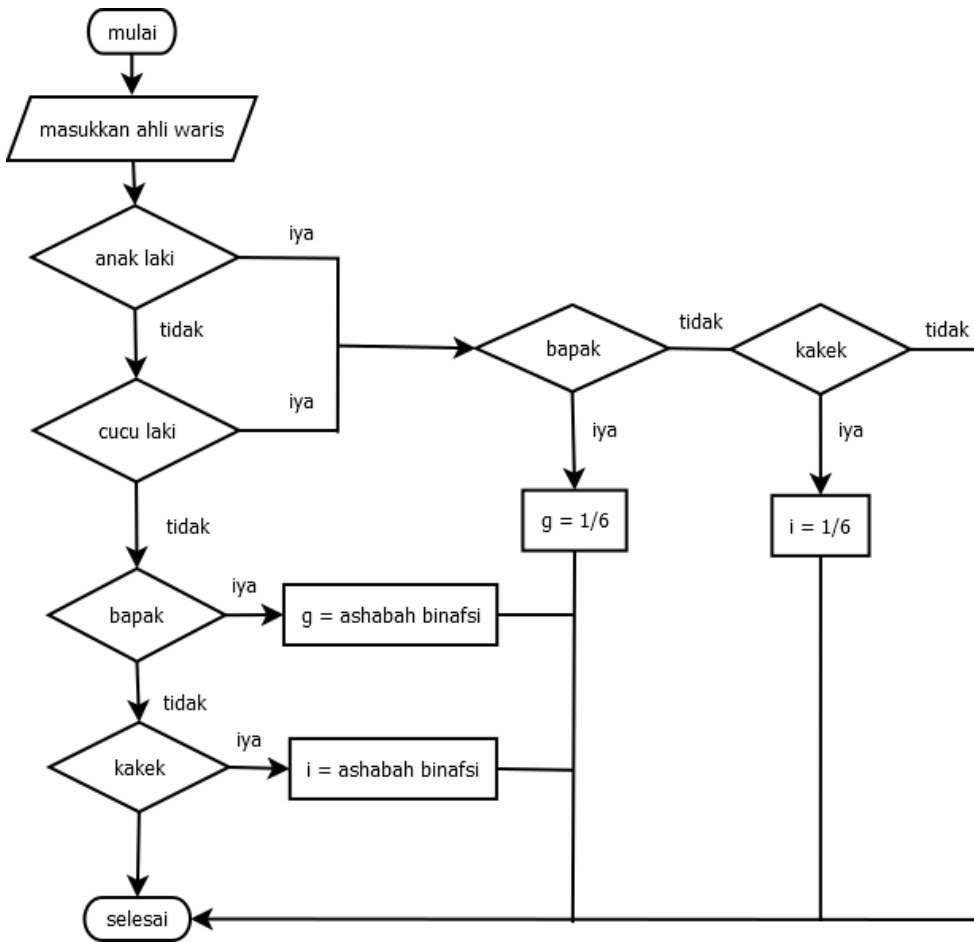 mulai
masukkan ahli waris
anak laki
iya
tidak
cucu laki
iya
tidak
bapak
iya
g = ashabah binafsi
tidak
kakek
iya
i = ashabah binafsi
selesai
bapak
tidak
iya
g = 1/6
kakek
tidak
iya
i = 1/6